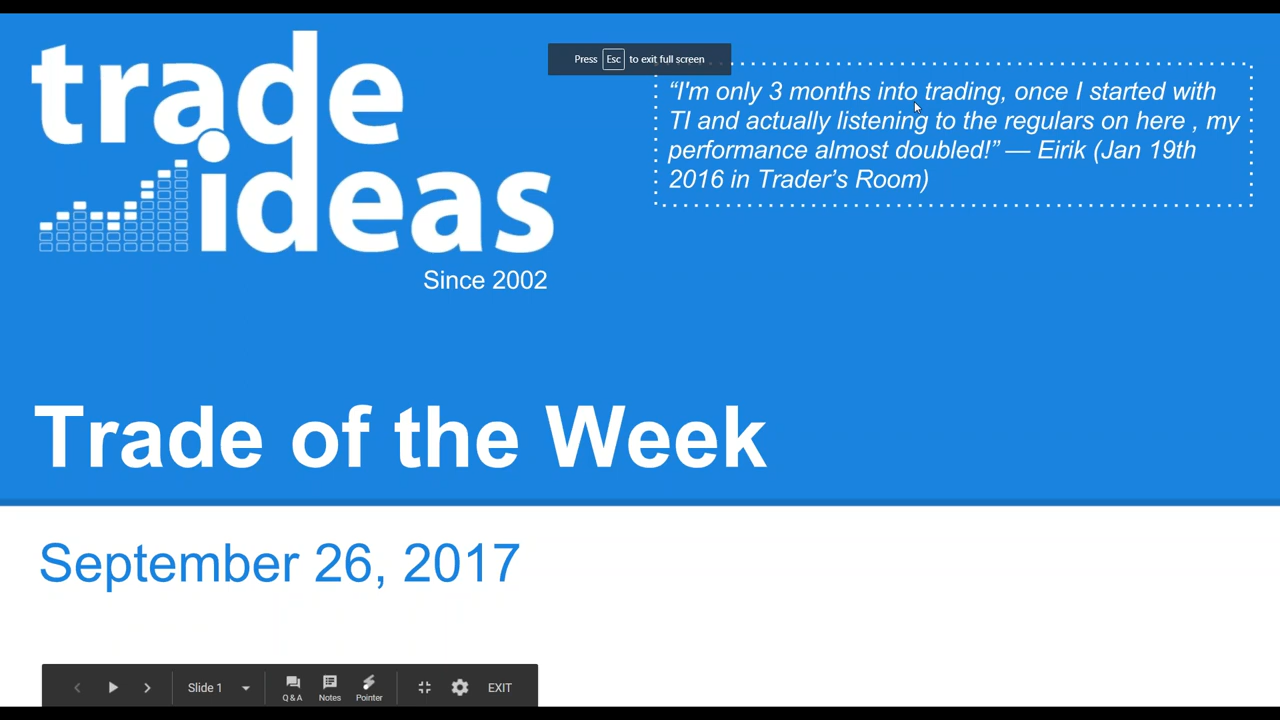 trade
ideas
Since 2002
Press Esc to exit full screen
“I'm only 3 months into trading, once I started with
TI and actually listening to the regulars on here , my
performance almost doubled!” — Eirik (Jan 19th
2016 in Trader’s Room)
Trade of the Week
September 26, 2017
Slide 1
Q & A
Notes
Pointer
EXIT